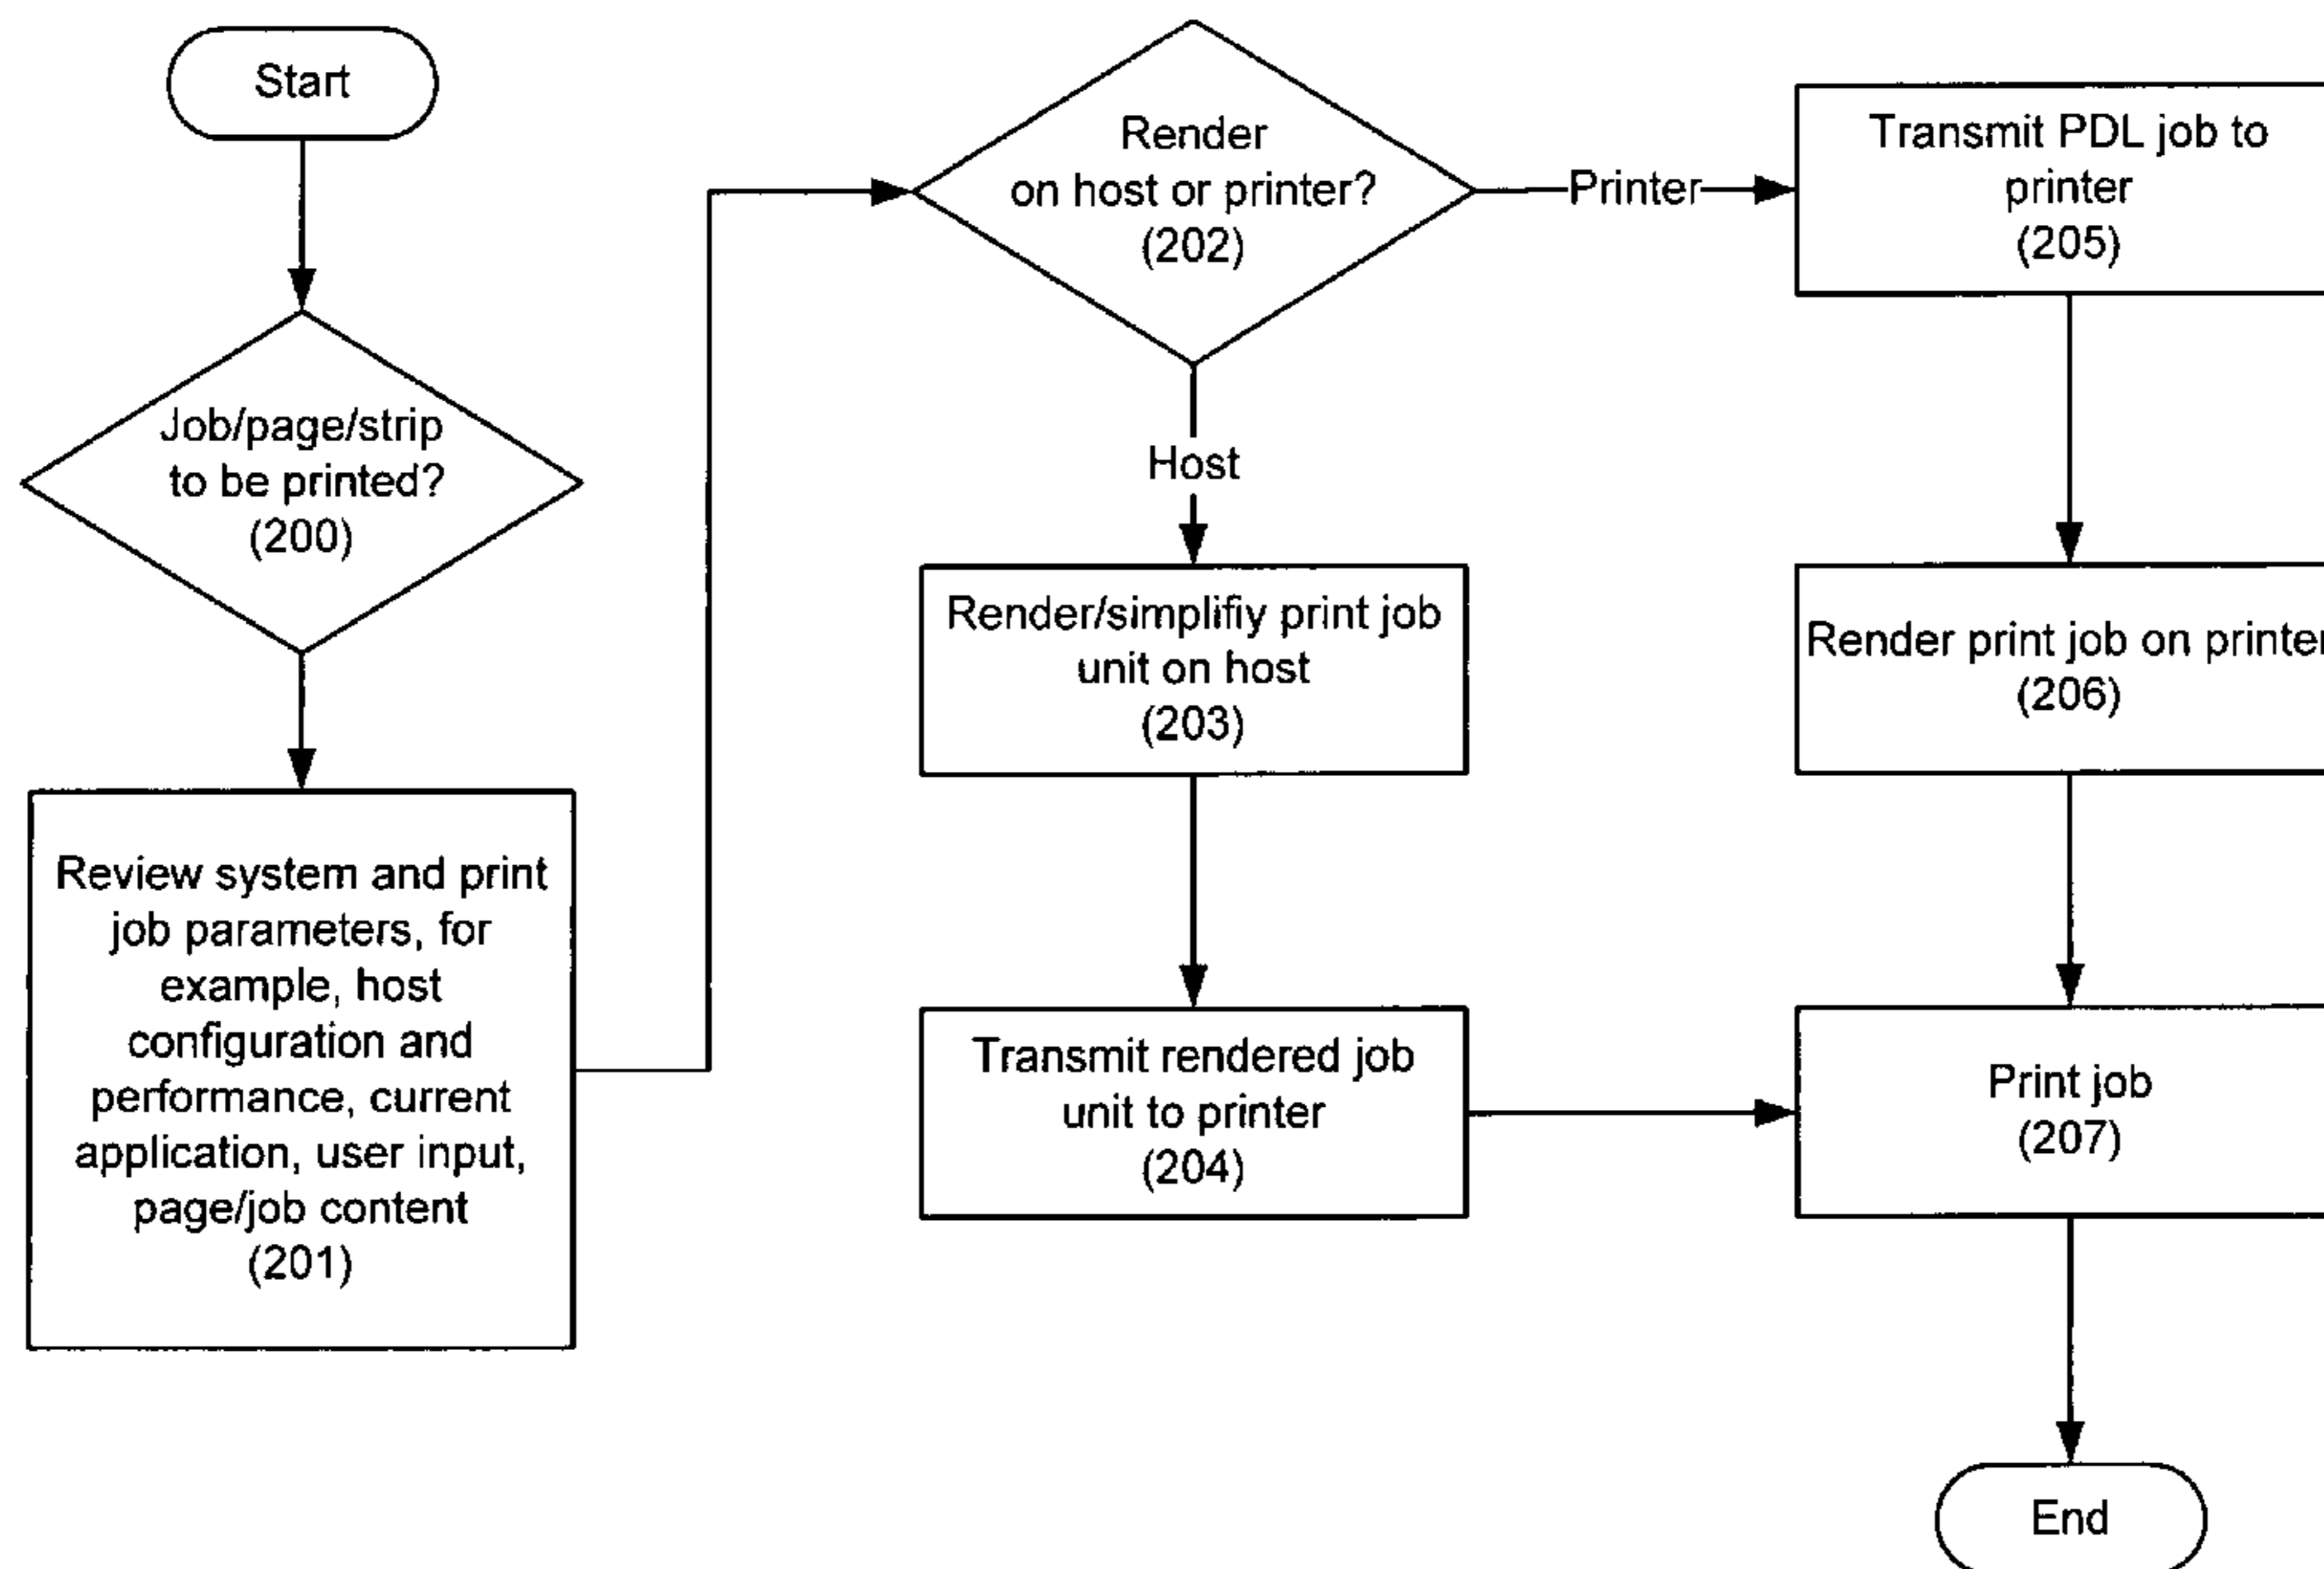 Start
Job/page/strip
to be printed?
(200)
Review system and print
job parameters, for
example, host
configuration and
performance, current
application, user input,
page/job content
(201)
Render
on host or printer?
(202)
Printer
Host
Render/simplifiy print job
unit on host
(203)
Transmit rendered job
unit to printer
(204)
Transmit PDL job to
printer
(205)
Render print job on printer
(206)
Print job
(207)
End